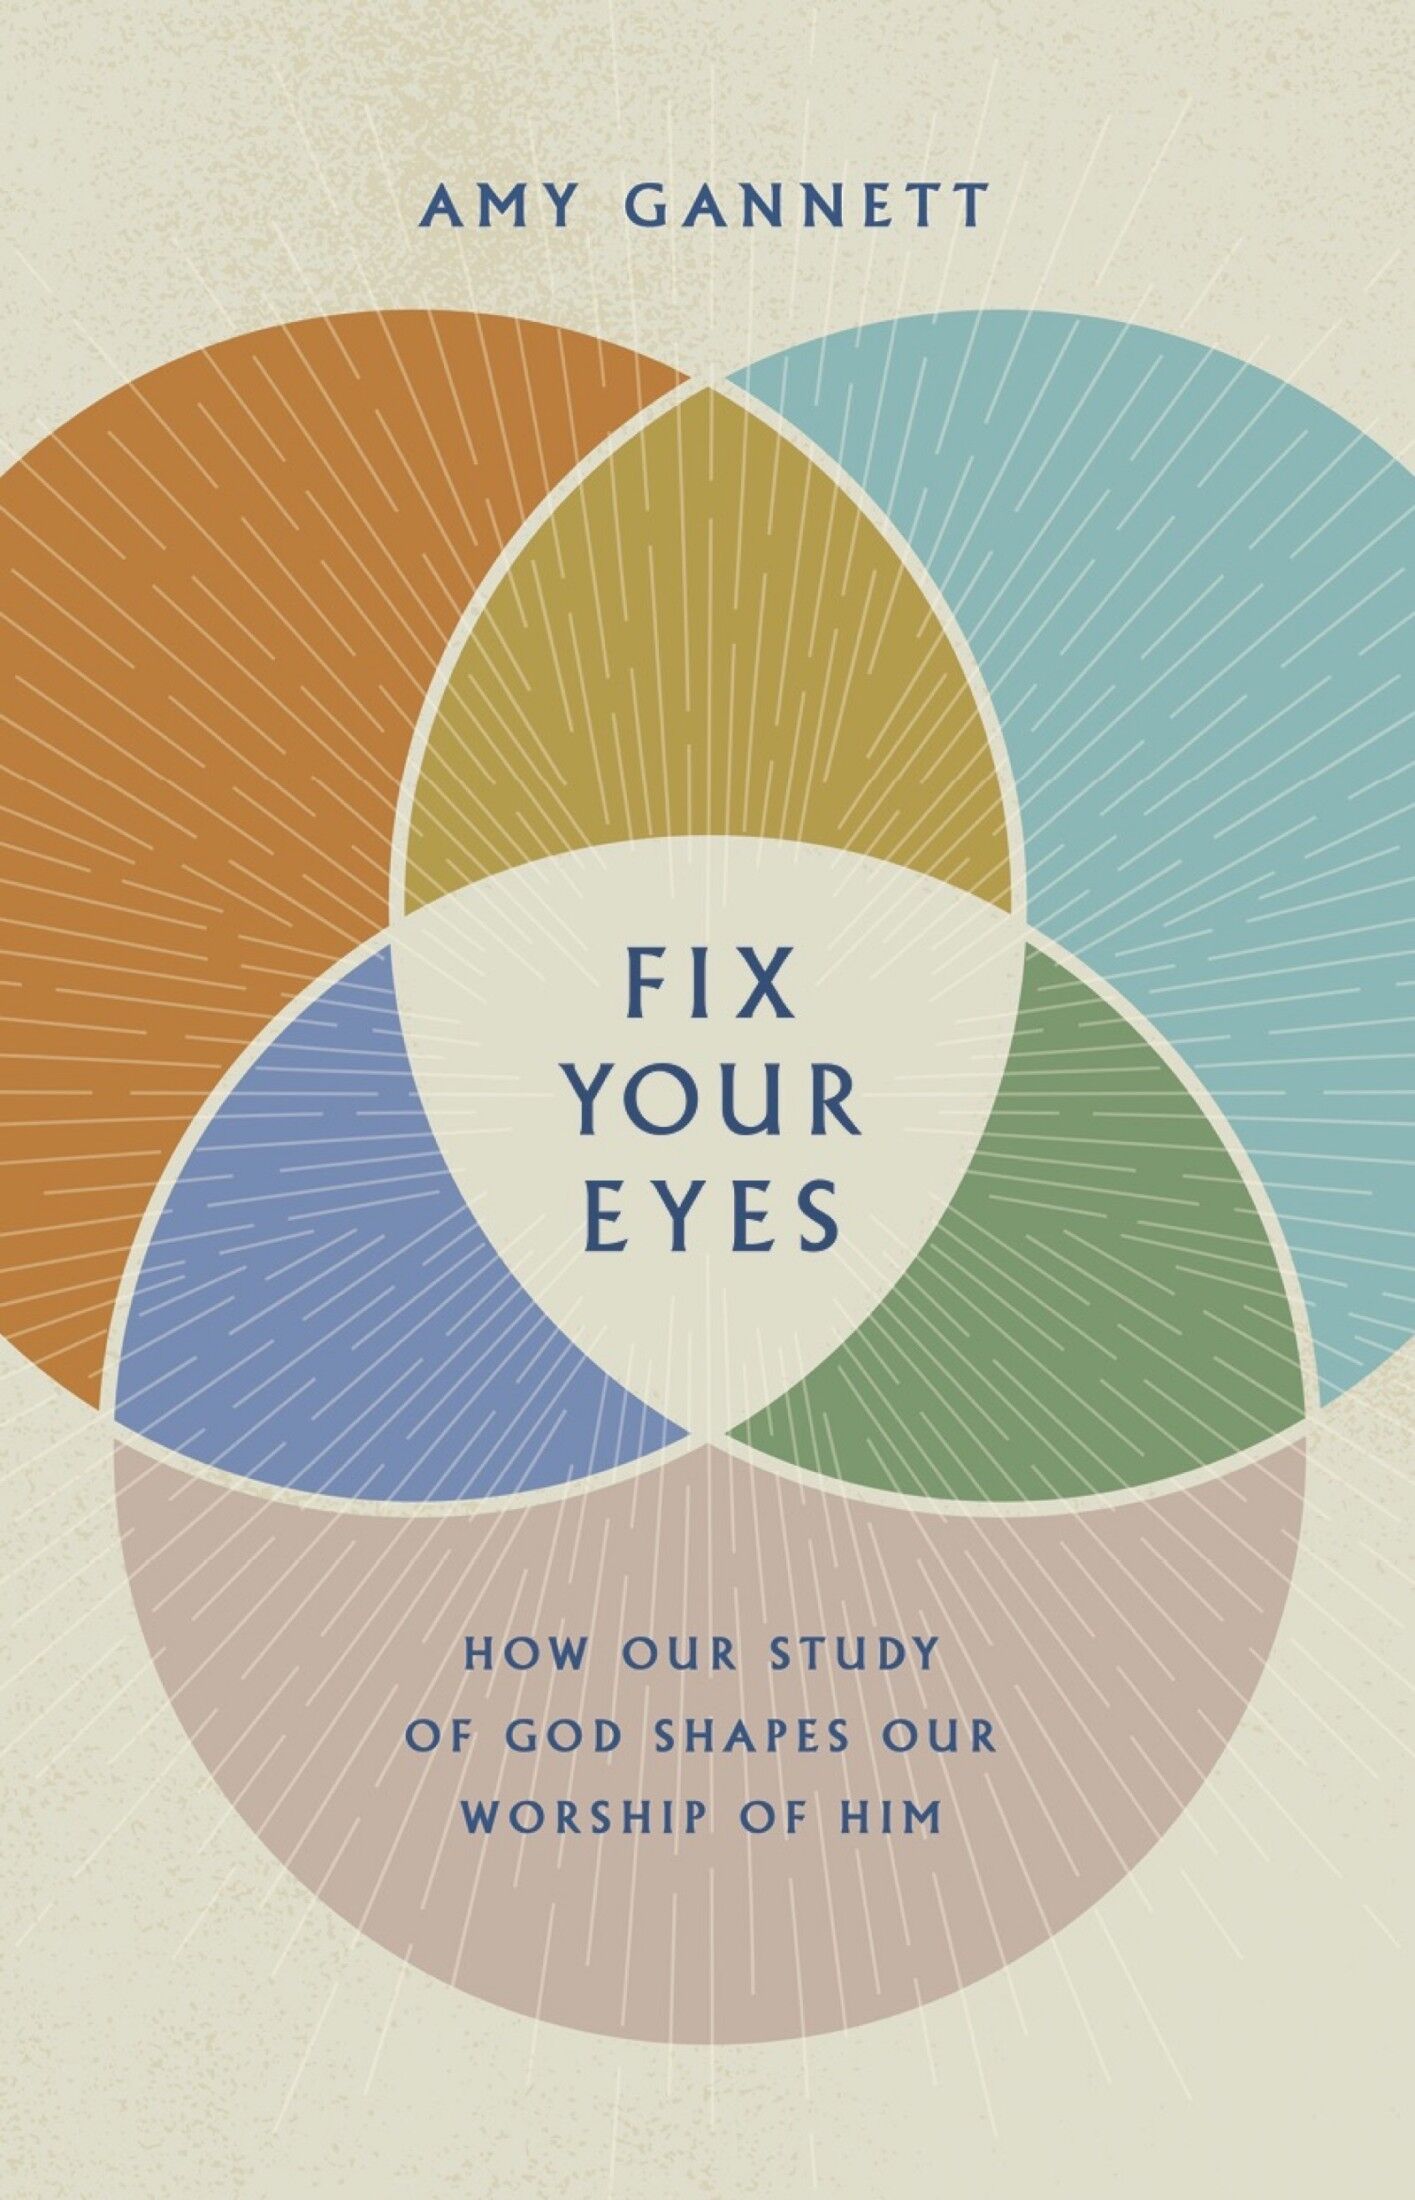 AMY GANNETT
FIX
YOUR
EYES
HOW OUR STUDY
OF GOD SHAPES OUR
WORSHIP OF HIM